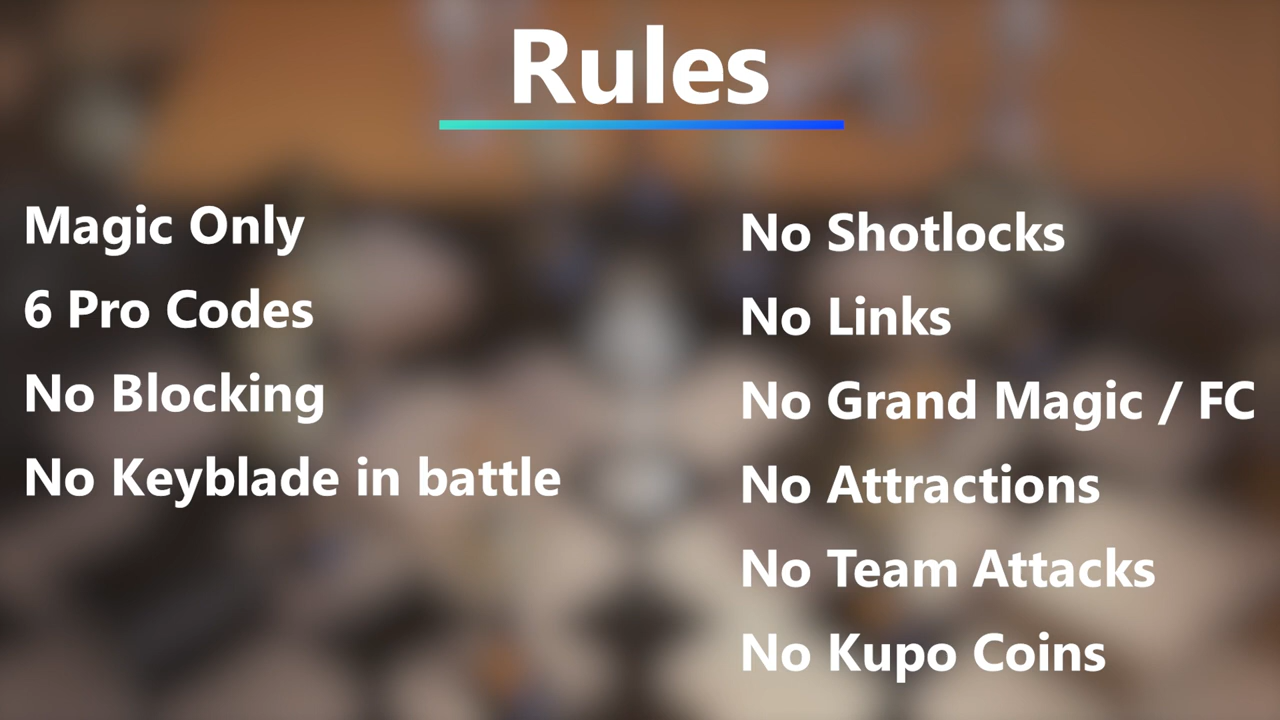 Rules
Magic Only
6 Pro Codes
No Blocking
No Keyblade in battle
No Shotlocks
No Links
No Grand Magic / FC
No Attractions
No Team Attacks
No Kupo Coins